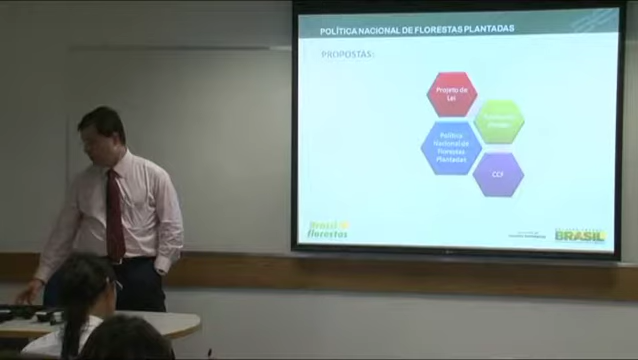 POLÍTICA NACIONAL DE FLORESTAS PLANTADAS
PROPOSTAS:
Projeto de
Lei
Política
Nacional de
Florestas
Plantadas
CCF
Brasil
florestas
BRASIL